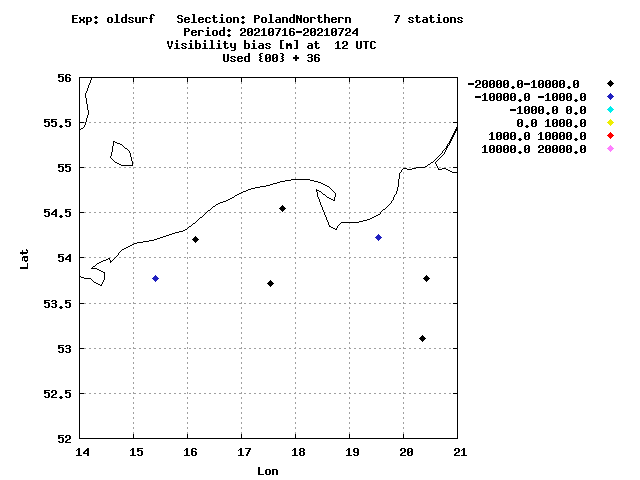 Exp: oldsurf   Selection: PolandNorthern      7 stations
Period: 20210716-20210724
Visibility bias [m] at  12 UTC
Used {00} + 36
-20000.0-10000.0
-10000.0 -1000.0
-1000.0 0.0
0.0 1000.0
1000.0 10000.0
10000.0 20000.0
56
55.5
55
54.5
54
53.5
53
52.5
52
Lat
14 15 16 17 18 19 20 21
Lon